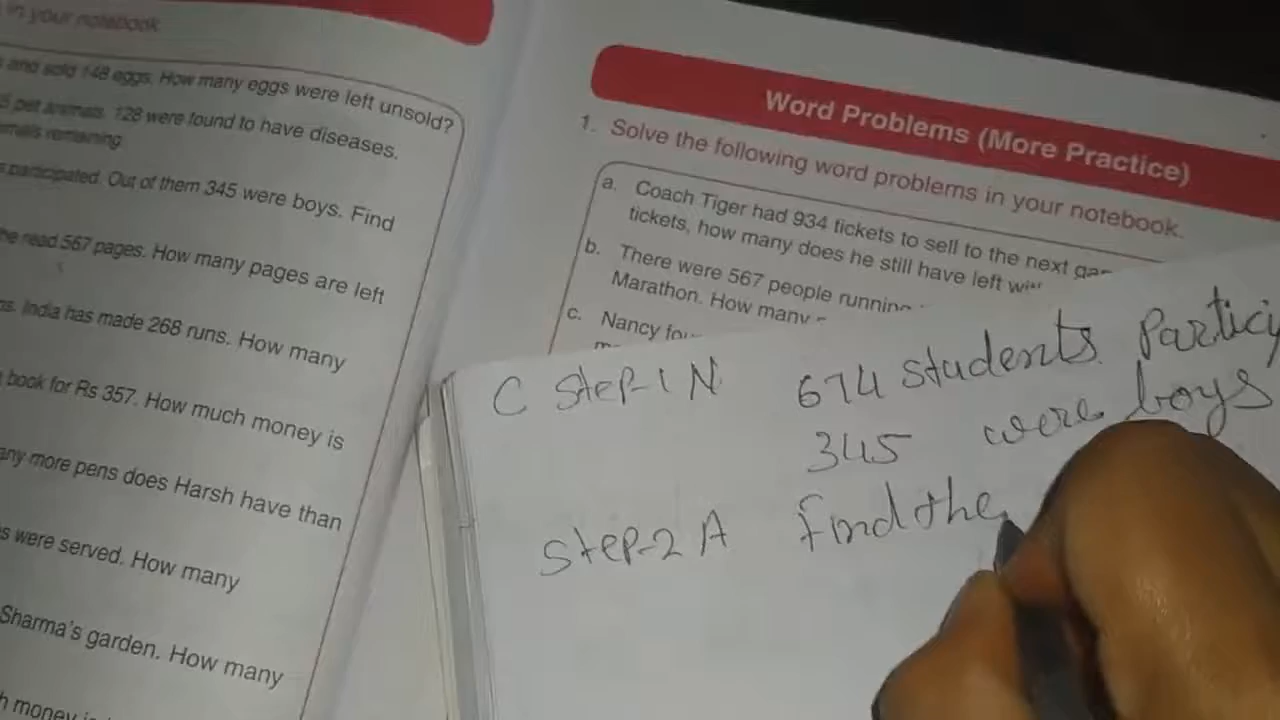 in your notebook
and sold 148 eggs. How many eggs were left unsold?
pet animals. 128 were found to have diseases.
remaining.
participated. Out of them 345 were boys. Find
he read 567 pages. How many pages are left
India has made 268 runs. How many
book for Rs 357. How much money is
any more pens does Harsh have than
were served. How many
Sharma's garden. How many
money
Word Problems (More Practice)
1. Solve the following word problems in your notebook.
a. Coach Tiger had 934 tickets to sell to the next
tickets, how many does he still have left
b. There were 567 people running
Marathon. How many
c. Nancy
C Step-1 N 674 students Partici
345 were boys
Step-2 A Find the